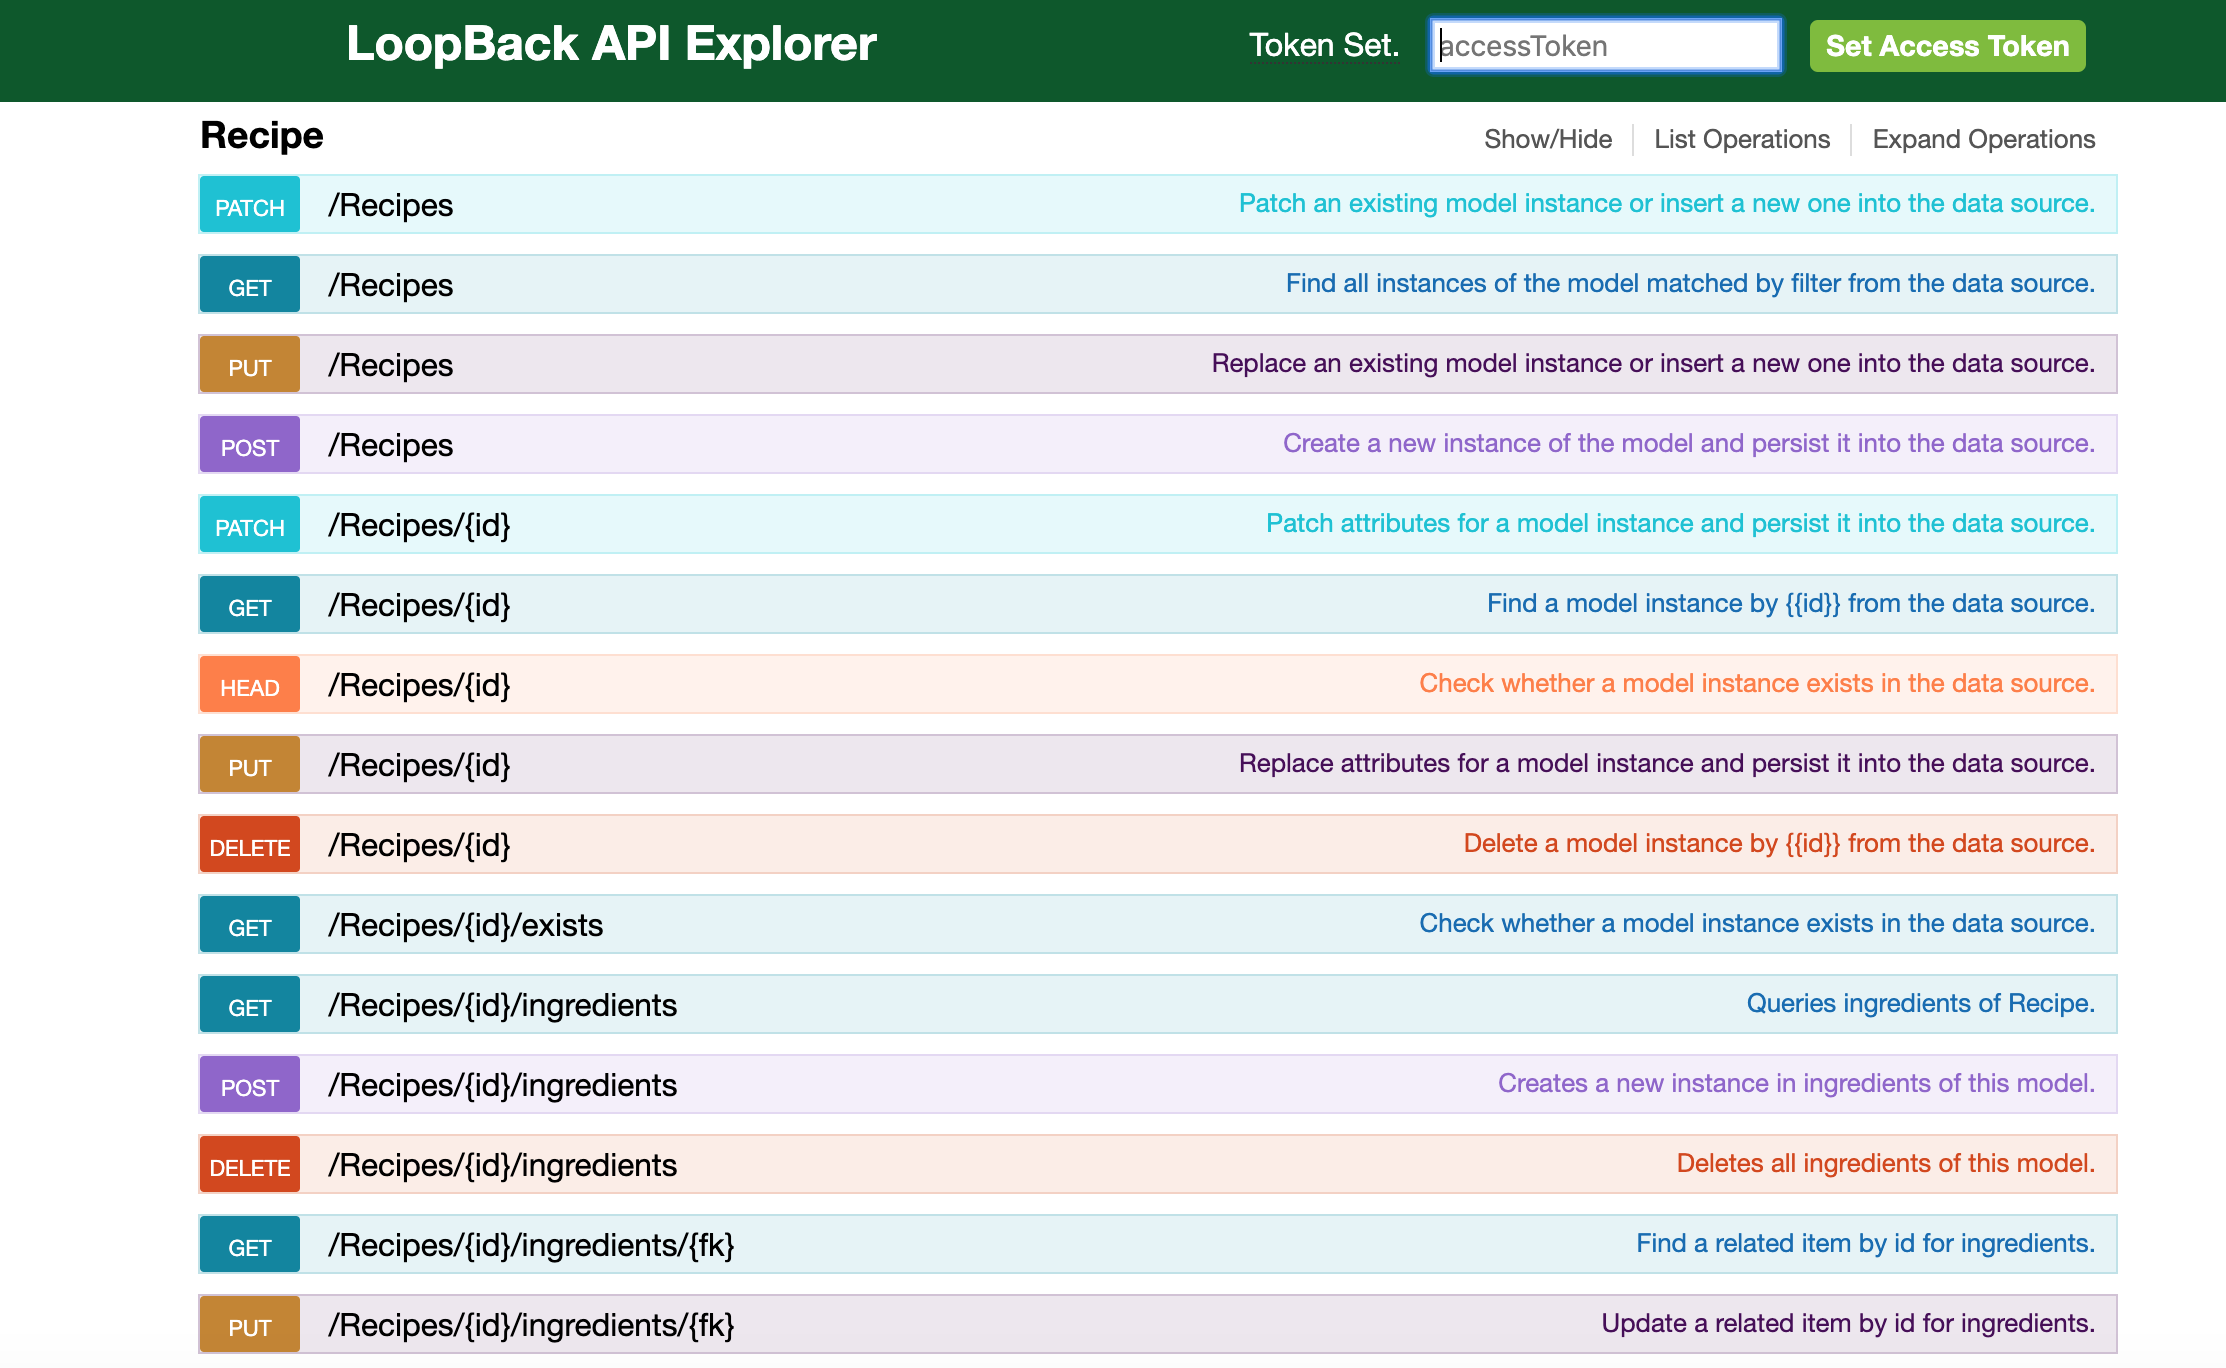 LoopBack API Explorer Token Set. accessToken Set Access Token
Recipe Show/Hide List Operations Expand Operations
PATCH /Recipes Patch an existing model instance or insert a new one into the data source.
GET /Recipes Find all instances of the model matched by filter from the data source.
PUT /Recipes Replace an existing model instance or insert a new one into the data source.
POST /Recipes Create a new instance of the model and persist it into the data source.
PATCH /Recipes/{id} Patch attributes for a model instance and persist it into the data source.
GET /Recipes/{id} Find a model instance by {{id}} from the data source.
HEAD /Recipes/{id} Check whether a model instance exists in the data source.
PUT /Recipes/{id} Replace attributes for a model instance and persist it into the data source.
DELETE /Recipes/{id} Delete a model instance by {{id}} from the data source.
GET /Recipes/{id}/exists Check whether a model instance exists in the data source.
GET /Recipes/{id}/ingredients Queries ingredients of Recipe.
POST /Recipes/{id}/ingredients Creates a new instance in ingredients of this model.
DELETE /Recipes/{id}/ingredients Deletes all ingredients of this model.
GET /Recipes/{id}/ingredients/{fk} Find a related item by id for ingredients.
PUT /Recipes/{id}/ingredients/{fk} Update a related item by id for ingredients.